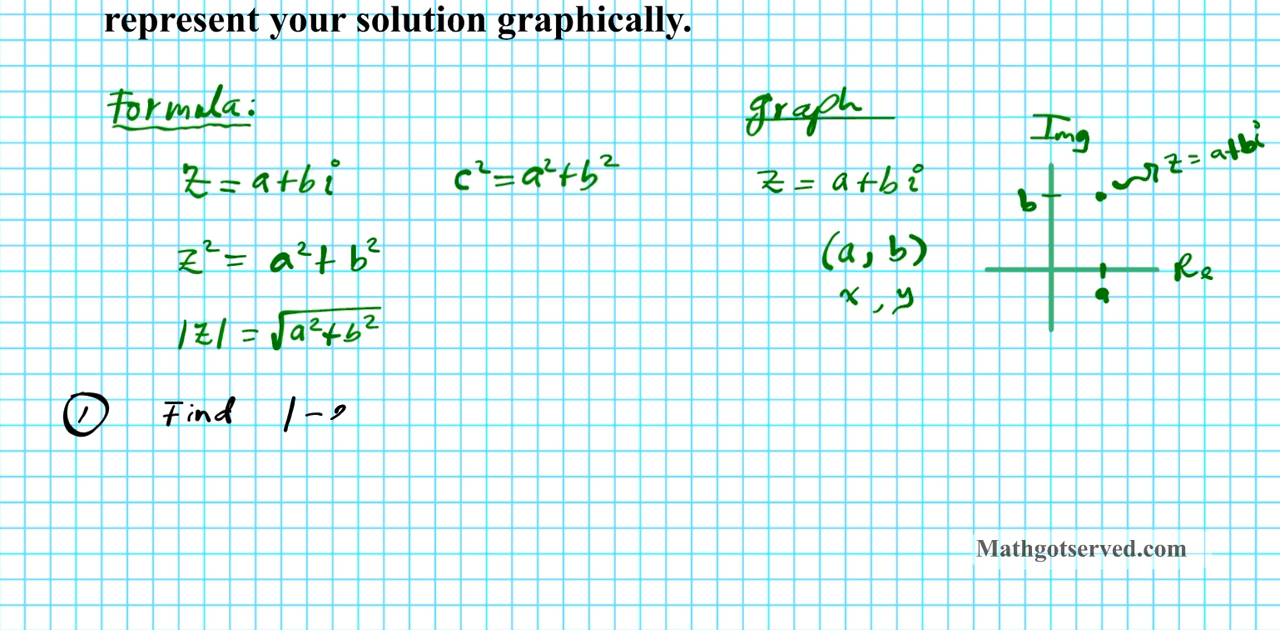 represent your solution graphically.
Formula:
z = a+bi
c² = a²+b²
z² = a²+b²
|z| = √a²+b²
① Find |-
graph
z = a+bi
(a, b)
x, y
Img
z = a+bi
b
Re
a
Mathgotserved.com